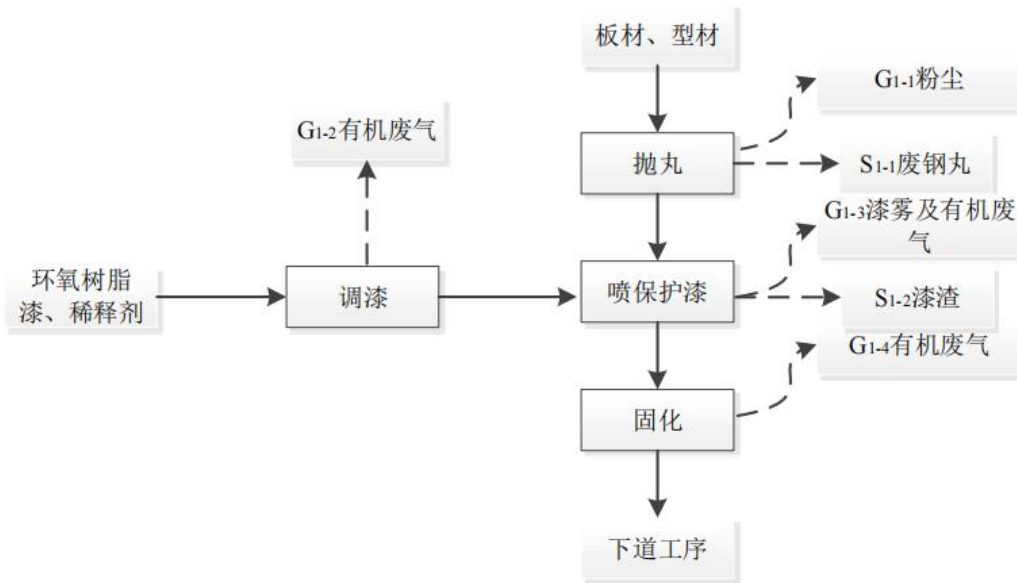 板材、型材
G1-1粉尘
G1-2有机废气
抛丸
S1-1废钢丸
G1-3漆雾及有机废
气
环氧树脂
漆、稀释剂
调漆
喷保护漆
S1-2漆渣
G1-4有机废气
固化
下道工序